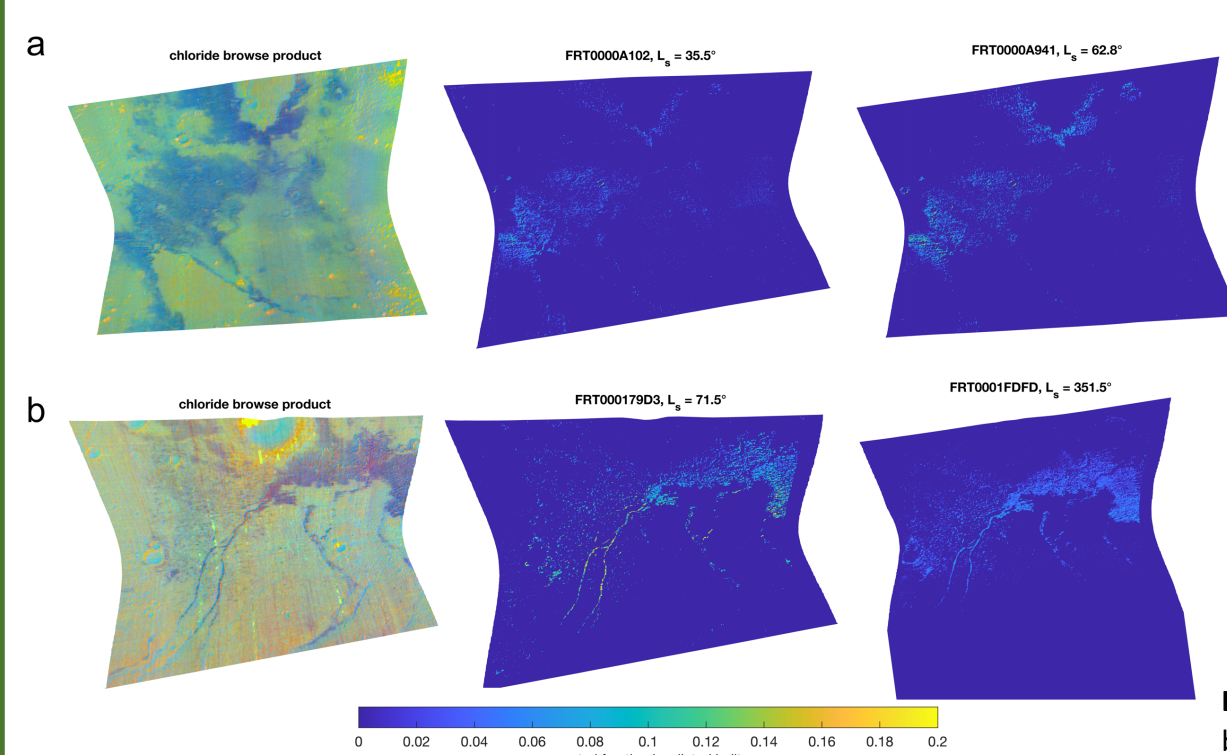 a
chloride browse product
FRT0000A102, Ls = 35.5°
FRT0000A941, Ls = 62.8°
b
chloride browse product
FRT000179D3, Ls = 71.5°
FRT0001FDFD, Ls = 351.5°
0 0.02 0.04 0.06 0.08 0.1 0.12 0.14 0.16 0.18 0.2